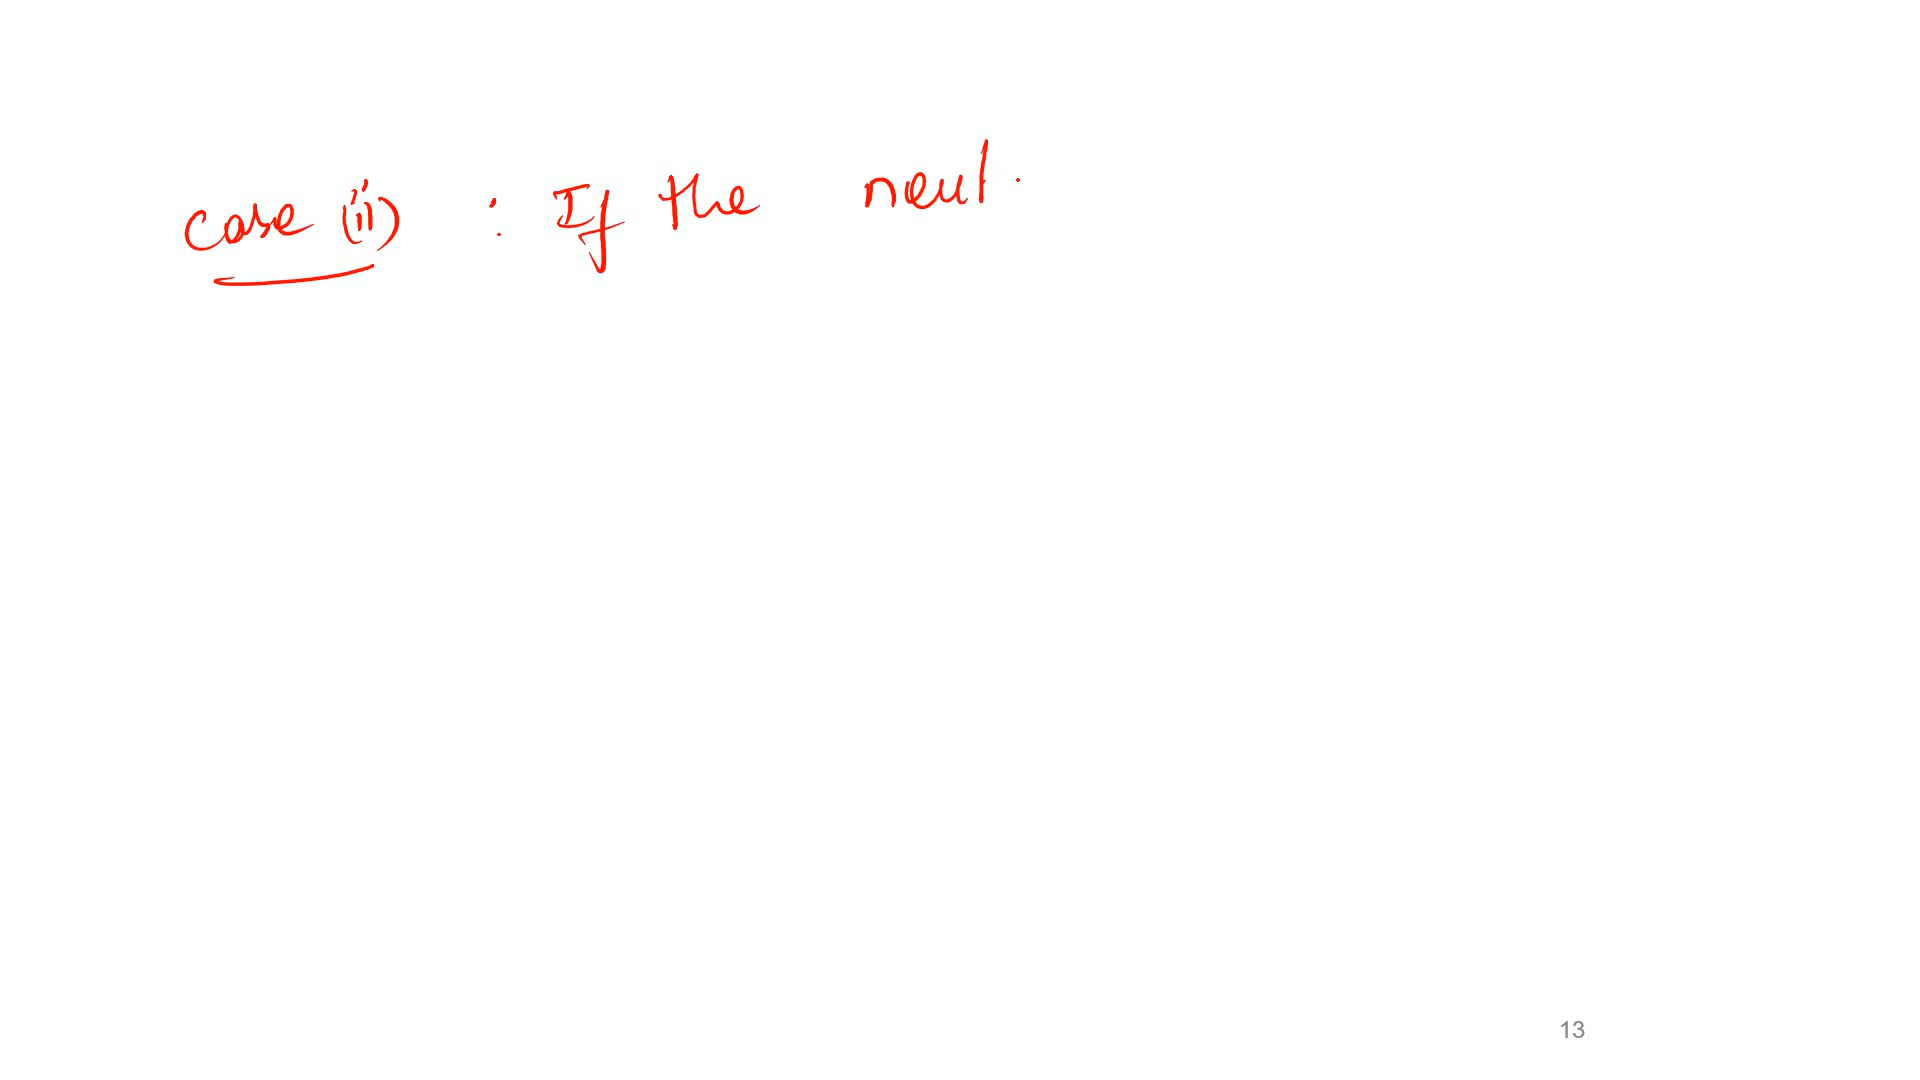 Case (ii) : If the neut.
13